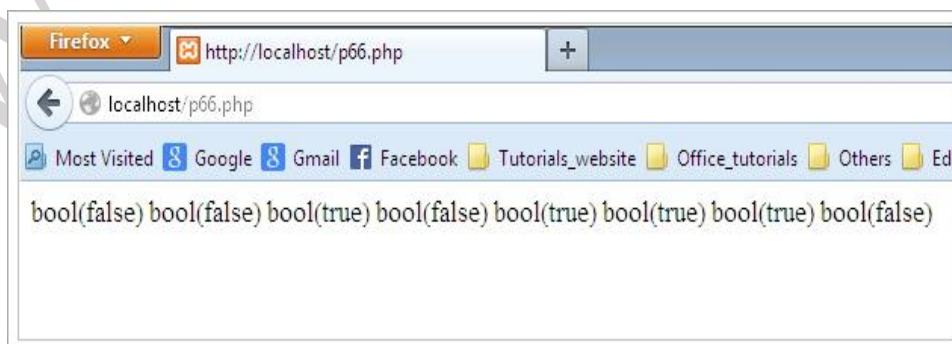 Firefox
http://localhost/p66.php
localhost/p66.php
Most Visited Google Gmail Facebook Tutorials_website Office_tutorials Others Ed
bool(false) bool(false) bool(true) bool(false) bool(true) bool(true) bool(true) bool(false)